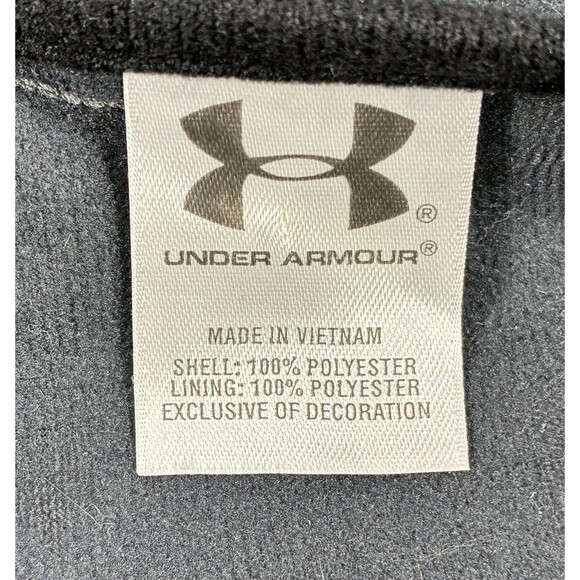 ®
UNDER ARMOUR®
MADE IN VIETNAM
SHELL: 100% POLYESTER
LINING: 100% POLYESTER
EXCLUSIVE OF DECORATION